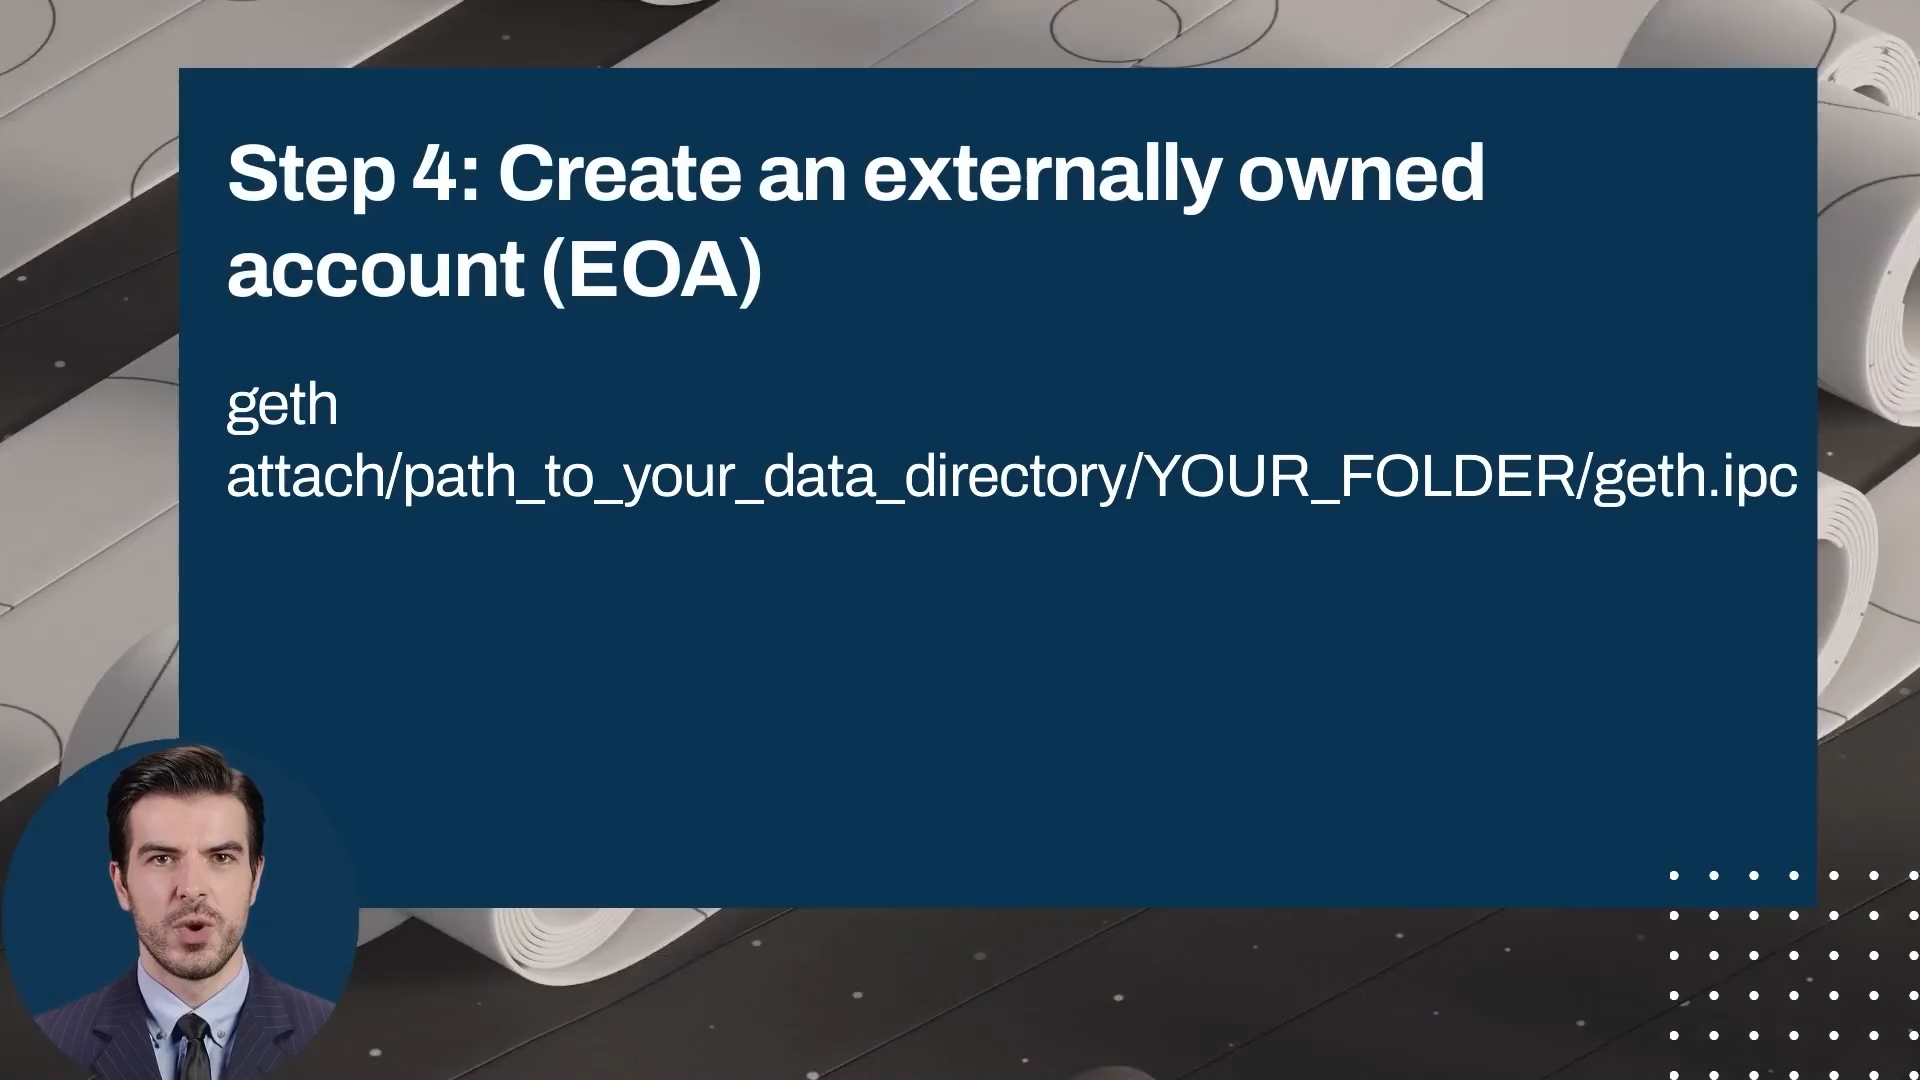 Step 4: Create an externally owned
account (EOA)
geth
attach/path_to_your_data_directory/YOUR_FOLDER/geth.ipc